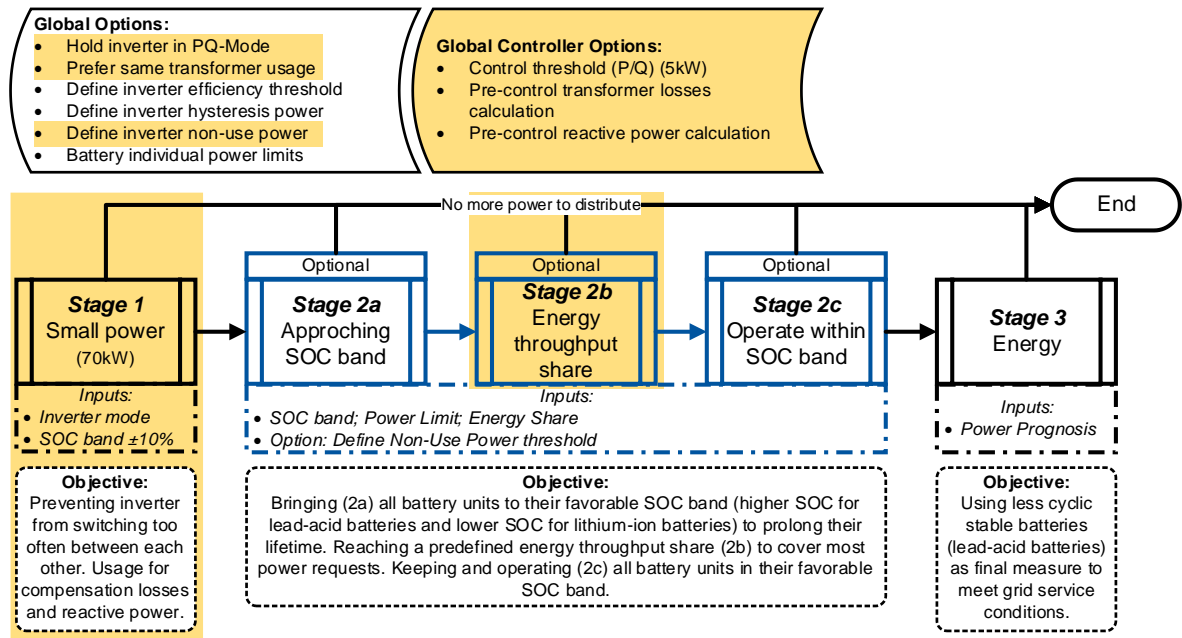 Global Options:
• Hold inverter in PQ-Mode
• Prefer same transformer usage
• Define inverter efficiency threshold
• Define inverter hysteresis power
• Define inverter non-use power
• Battery individual power limits
Global Controller Options:
• Control threshold (P/Q) (5kW)
• Pre-control transformer losses
calculation
• Pre-control reactive power calculation
No more power to distribute
End
Stage 1
Small power
(70kW)
Optional
Stage 2a
Approching
SOC band
Optional
Stage 2b
Energy
throughput
share
Optional
Stage 2c
Operate within
SOC band
Stage 3
Energy
Inputs:
• Inverter mode
• SOC band ±10%
Inputs:
• SOC band; Power Limit; Energy Share
• Option: Define Non-Use Power threshold
Inputs:
• Power Prognosis
Objective:
Preventing inverter
from switching too
often between each
other. Usage for
compensation losses
and reactive power.
Objective:
Bringing (2a) all battery units to their favorable SOC band (higher SOC for
lead-acid batteries and lower SOC for lithium-ion batteries) to prolong their
lifetime. Reaching a predefined energy throughput share (2b) to cover most
power requests. Keeping and operating (2c) all battery units in their favorable
SOC band.
Objective:
Using less cyclic
stable batteries
(lead-acid batteries)
as final measure to
meet grid service
conditions.